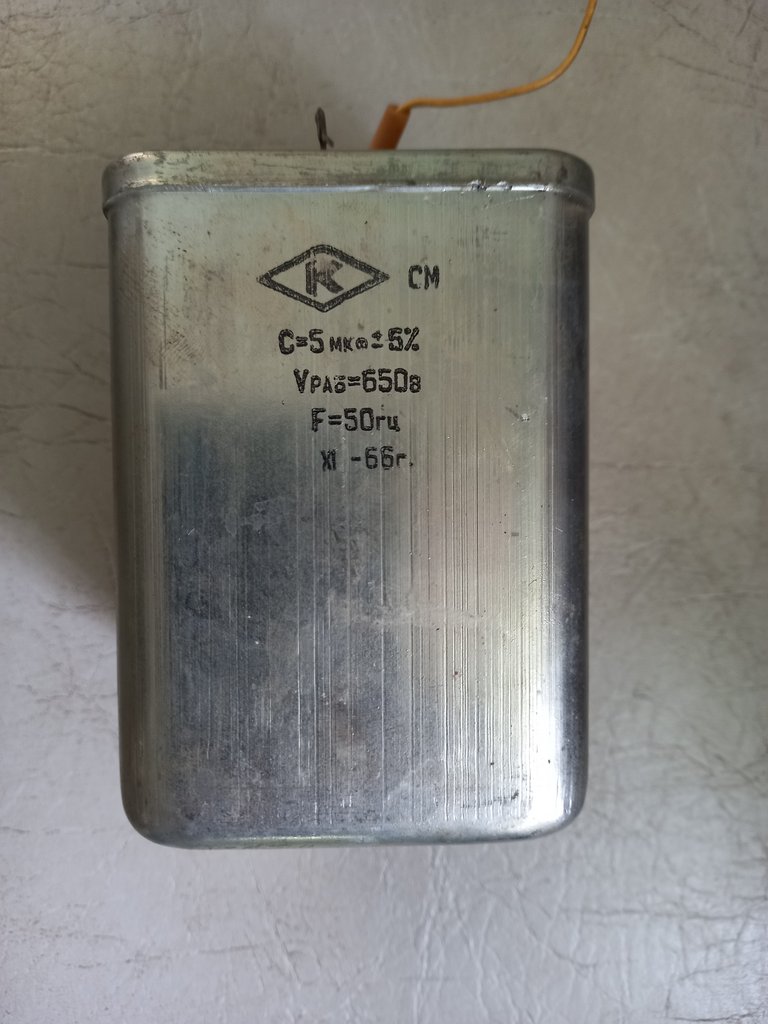 К СМ
C=5 мкф ±5%
Vраб=650в
F=50гц
XI -66г.